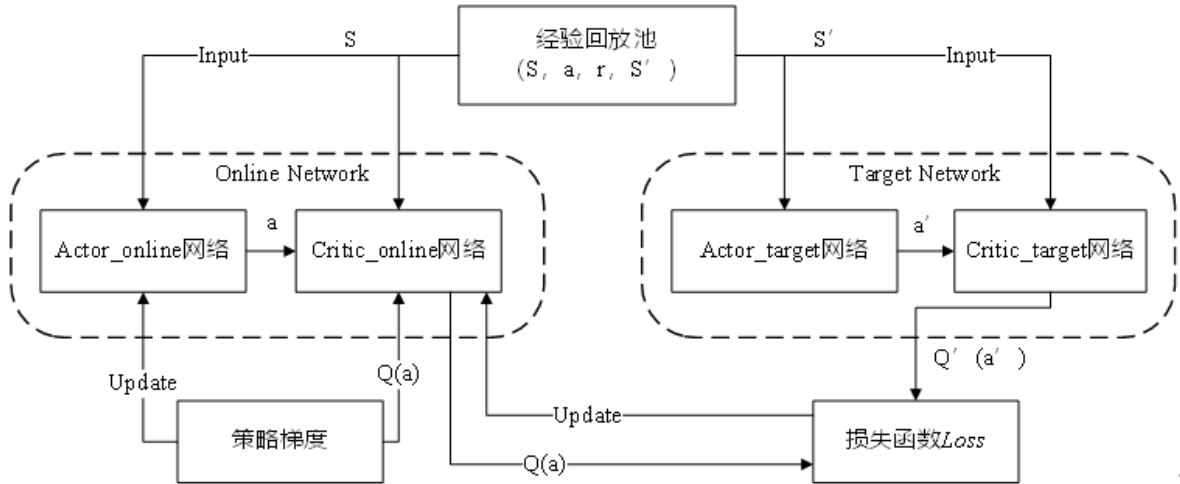 经验回放池
(S, a, r, S′ )
S
S′
Input
Input
Online Network
Target Network
a
a′
Actor_online网络
Critic_online网络
Actor_target网络
Critic_target网络
Q′ (a′ )
Update
Q(a)
Update
策略梯度
损失函数Loss
Q(a)